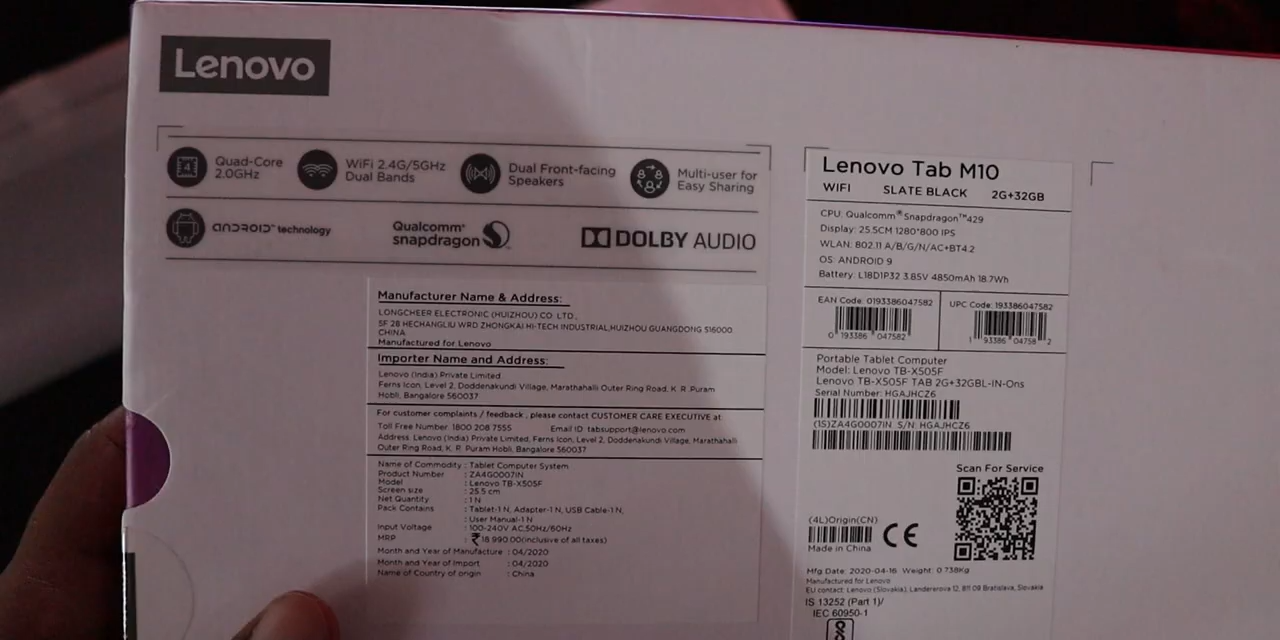 Lenovo
Quad-Core
2.0GHz
WiFi 2.4G/5GHz
Dual Bands
Dual Front-facing
Speakers
Multi-user for
Easy Sharing
ANDROID™ technology
Qualcomm®
snapdragon
DOLBY AUDIO
Manufacturer Name & Address:
LONGCHEER ELECTRONIC (HUIZHOU) CO. LTD.,
5F 28 HECHANGLIU WRD ZHONGKAI HI-TECH INDUSTRIAL,HUIZHOU GUANGDONG 516000
CHINA
Manufactured for Lenovo
Importer Name and Address:
Lenovo (India) Private Limited
Ferns Icon, Level 2, Doddenakundi Village, Marathahalli Outer Ring Road, K. R. Puram
Hobli, Bangalore 560037
For customer complaints / feedback , please contact CUSTOMER CARE EXECUTIVE at:
Toll Free Number: 1800 208 7555 Email ID: tabsupport@lenovo.com
Address: Lenovo (India) Private Limited, Ferns Icon, Level 2, Doddenakundi Village, Marathahalli
Outer Ring Road, K. R. Puram Hobli, Bangalore 560037
Name of Commodity : Tablet Computer System
Product Number : ZA4G0007IN
Model : Lenovo TB-X505F
Screen size : 25.5 cm
Net Quantity : 1 N
Pack Contains : Tablet-1 N, Adapter-1 N, USB Cable-1 N,
: User Manual-1 N
Input Voltage : 100-240V AC,50Hz/60Hz
MRP : ₹18 990.00(inclusive of all taxes)
Month and Year of Manufacture : 04/2020
Month and Year of Import : 04/2020
Name of Country of origin : China
Lenovo Tab M10
WIFI SLATE BLACK 2G+32GB
CPU: Qualcomm® Snapdragon™429
Display: 25.5CM 1280*800 IPS
WLAN: 802.11 A/B/G/N/AC+BT4.2
OS: ANDROID 9
Battery: L18D1P32 3.85V 4850mAh 18.7Wh
EAN Code: 0193386047582
0 193386 047582
UPC Code: 193386047582
1 93386 04758 2
Portable Tablet Computer
Model: Lenovo TB-X505F
Lenovo TB-X505F TAB 2G+32GBL-IN-Ons
Serial Number: HGAJHCZ6
(1S)ZA4G0007IN S/N: HGAJHCZ6
Scan For Service
(4L)Origin(CN)
Made in China
CE
Mfg Date: 2020-04-16 Weight: 0.738Kg
Manufactured for Lenovo
EU contact: Lenovo (Slovakia), Landererova 12, 811 09 Bratislava, Slovakia
IS 13252 (Part 1)/
IEC 60950-1